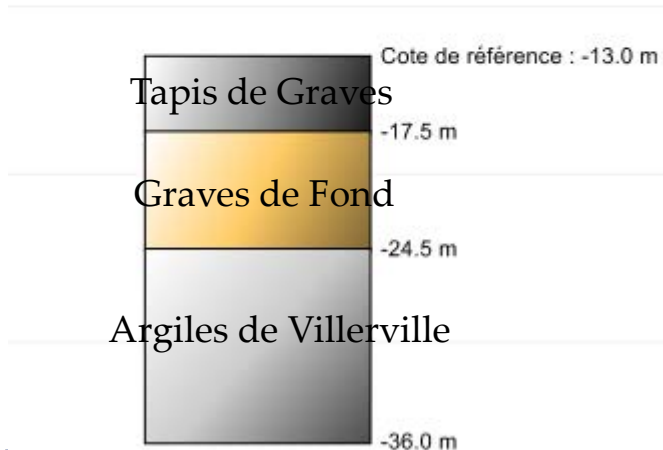 Cote de référence : -13.0 m
Tapis de Graves
-17.5 m
Graves de Fond
-24.5 m
Argiles de Villerville
-36.0 m